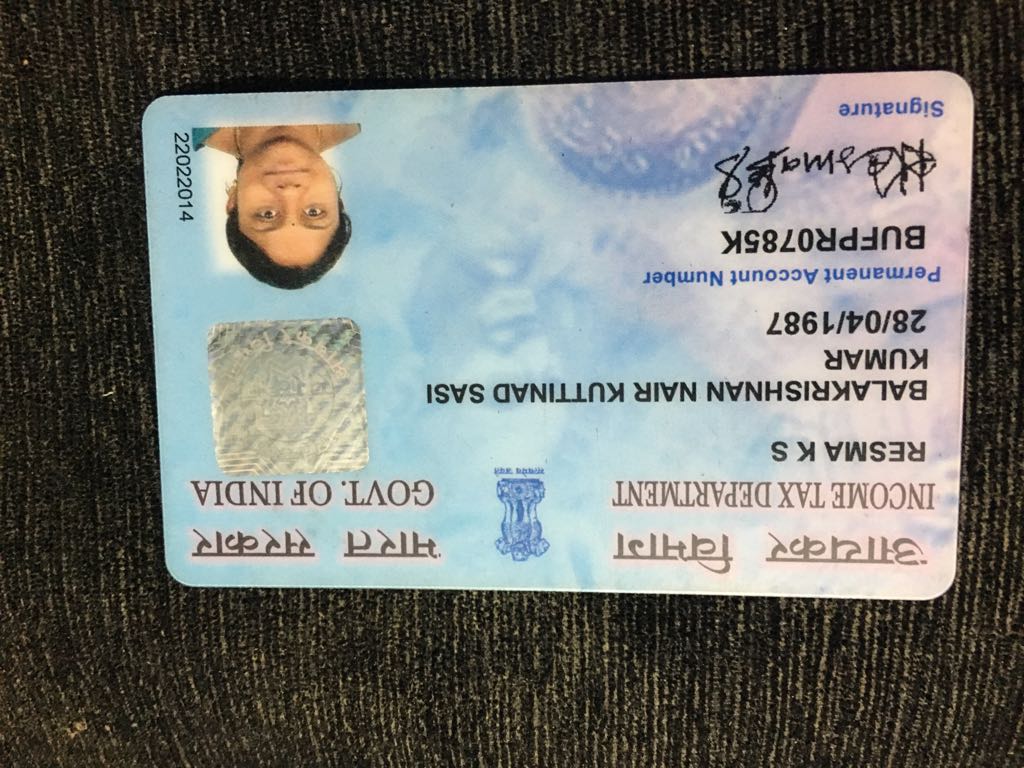 आयकर विभाग
भारत सरकार
INCOME TAX DEPARTMENT
GOVT. OF INDIA
सत्यमेव जयते
RESMA K S
BALAKRISHNAN NAIR KUTTINAD SASI
KUMAR
28/04/1987
Permanent Account Number
BUFPR0785K
Resma K S
Signature
22022014